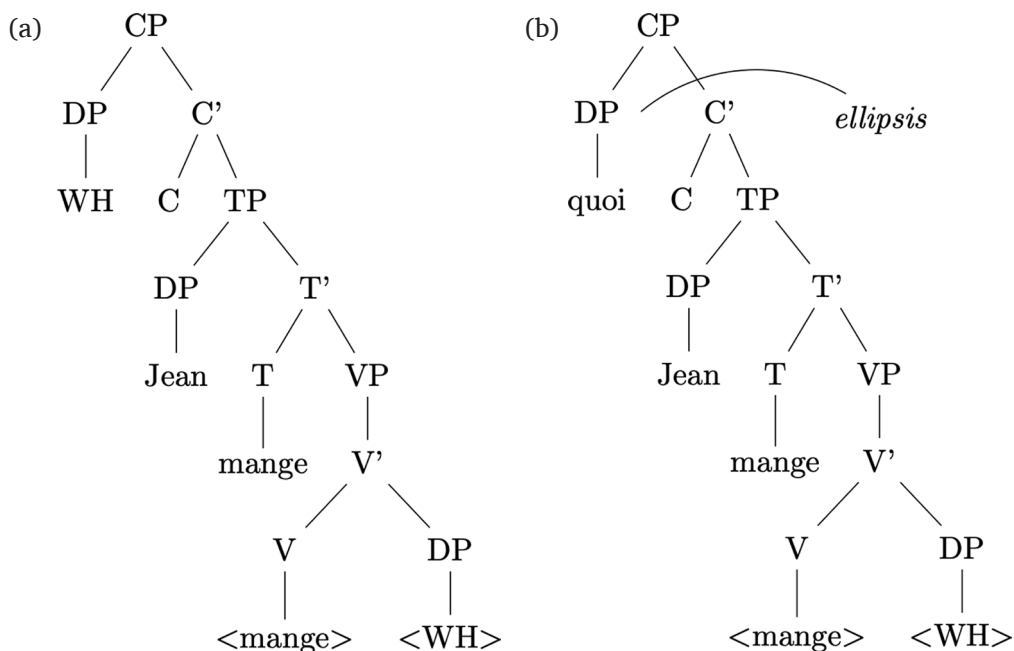 (a) CP (b) CP
DP C’ DP C’ ellipsis
WH C TP quoi C TP
DP T’ DP T’
Jean T VP Jean T VP
mange V’ mange V’
V DP V DP
<mange> <WH> <mange> <WH>